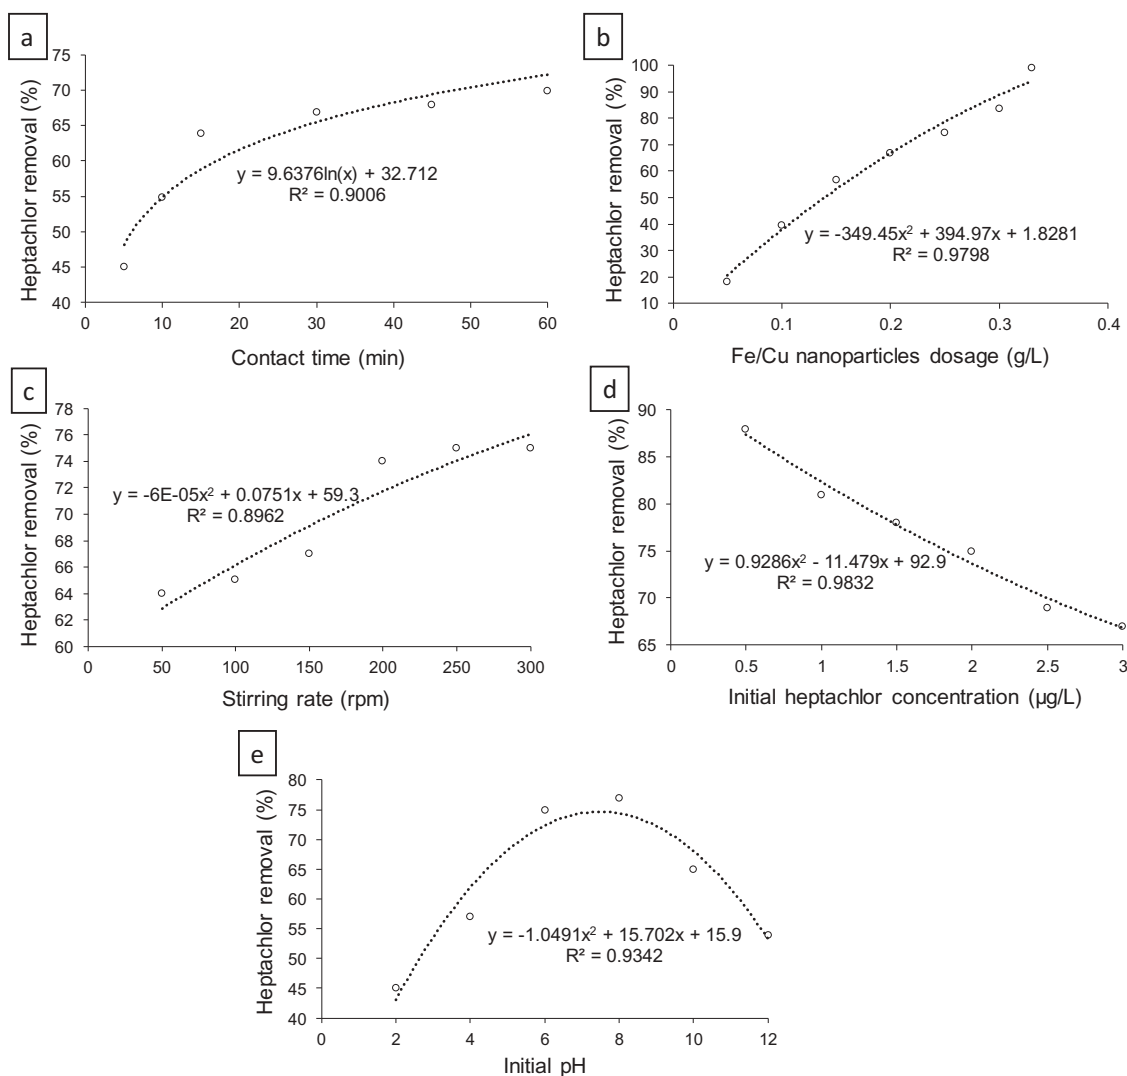 a
75
70
65
60
55
50
45
40
Heptachlor removal (%)
y = 9.6376ln(x) + 32.712
R² = 0.9006
0 10 20 30 40 50 60
Contact time (min)
b
100
90
80
70
60
50
40
30
20
10
Heptachlor removal (%)
y = -349.45x² + 394.97x + 1.8281
R² = 0.9798
0 0.1 0.2 0.3 0.4
Fe/Cu nanoparticles dosage (g/L)
c
78
76
74
72
70
68
66
64
62
60
Heptachlor removal (%)
y = -6E-05x² + 0.0751x + 59.3
R² = 0.8962
0 50 100 150 200 250 300
Stirring rate (rpm)
d
90
85
80
75
70
65
Heptachlor removal (%)
y = 0.9286x² - 11.479x + 92.9
R² = 0.9832
0 0.5 1 1.5 2 2.5 3
Initial heptachlor concentration (µg/L)
e
80
75
70
65
60
55
50
45
40
Heptachlor removal (%)
y = -1.0491x² + 15.702x + 15.9
R² = 0.9342
0 2 4 6 8 10 12
Initial pH